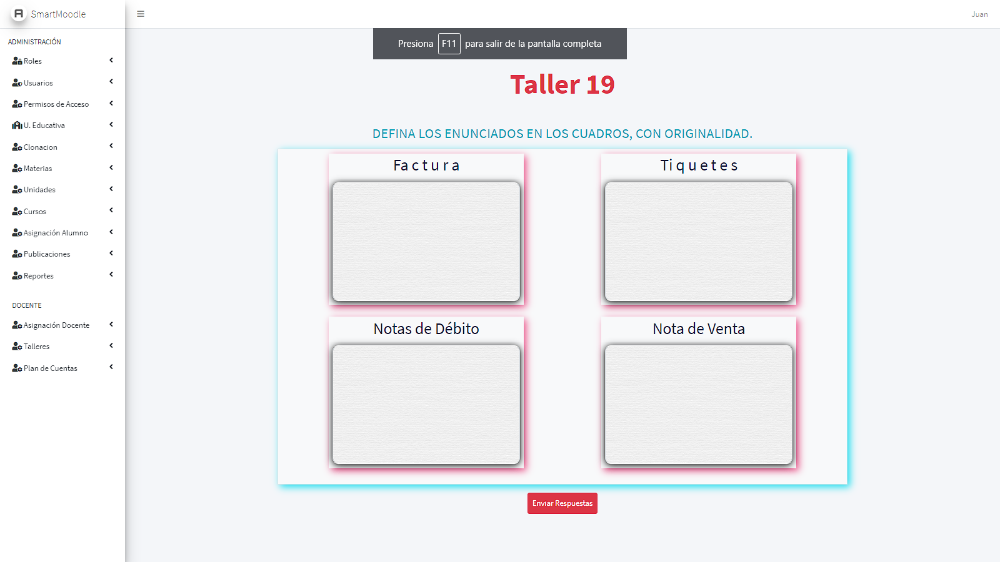 SmartMoodle
Juan
Presiona F11 para salir de la pantalla completa
ADMINISTRACIÓN
Roles
Usuarios
Permisos de Acceso
U. Educativa
Clonacion
Materias
Unidades
Cursos
Asignación Alumno
Publicaciones
Reportes
DOCENTE
Asignación Docente
Talleres
Plan de Cuentas
Taller 19
DEFINA LOS ENUNCIADOS EN LOS CUADROS, CON ORIGINALIDAD.
Factura
Tiquetes
Notas de Débito
Nota de Venta
Enviar Respuestas